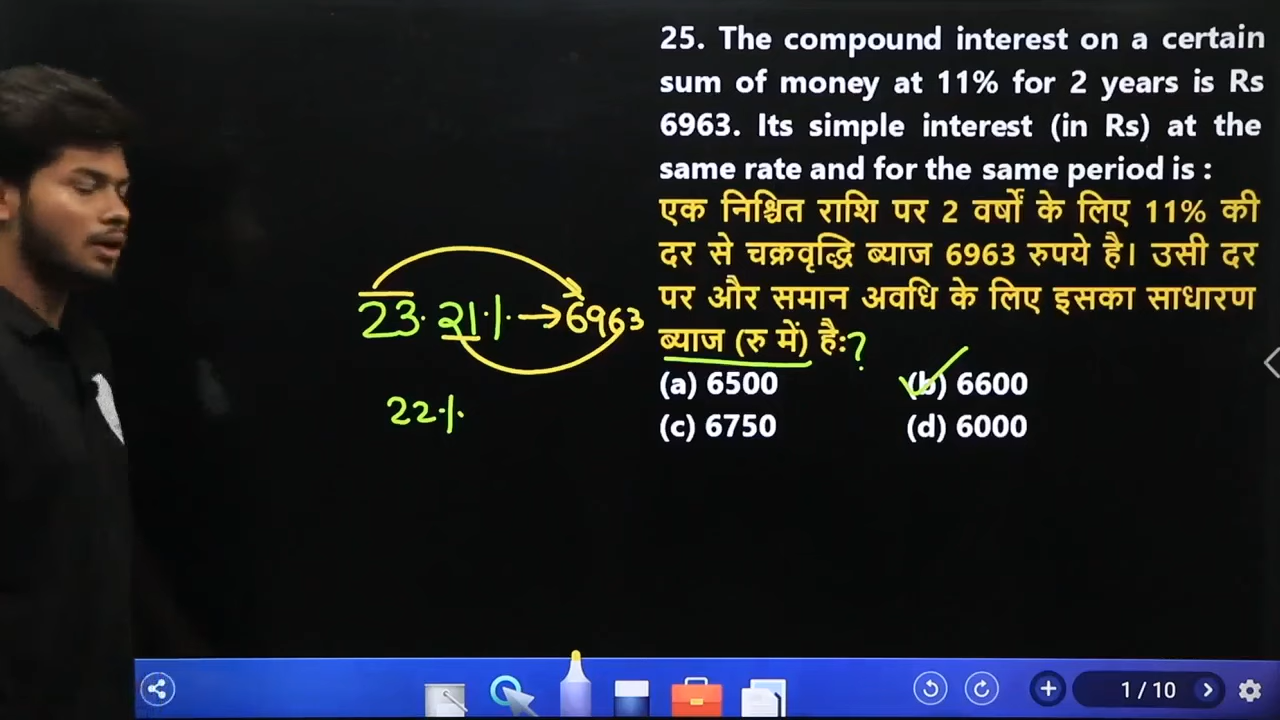 25. The compound interest on a certain
sum of money at 11% for 2 years is Rs
6963. Its simple interest (in Rs) at the
same rate and for the same period is :
एक निश्चित राशि पर 2 वर्षों के लिए 11% की
दर से चक्रवृद्धि ब्याज 6963 रुपये है। उसी दर
पर और समान अवधि के लिए इसका साधारण
ब्याज (रु में) है:?
(a) 6500 (b) 6600
(c) 6750 (d) 6000
23.21% → 6963
22%
1 / 10